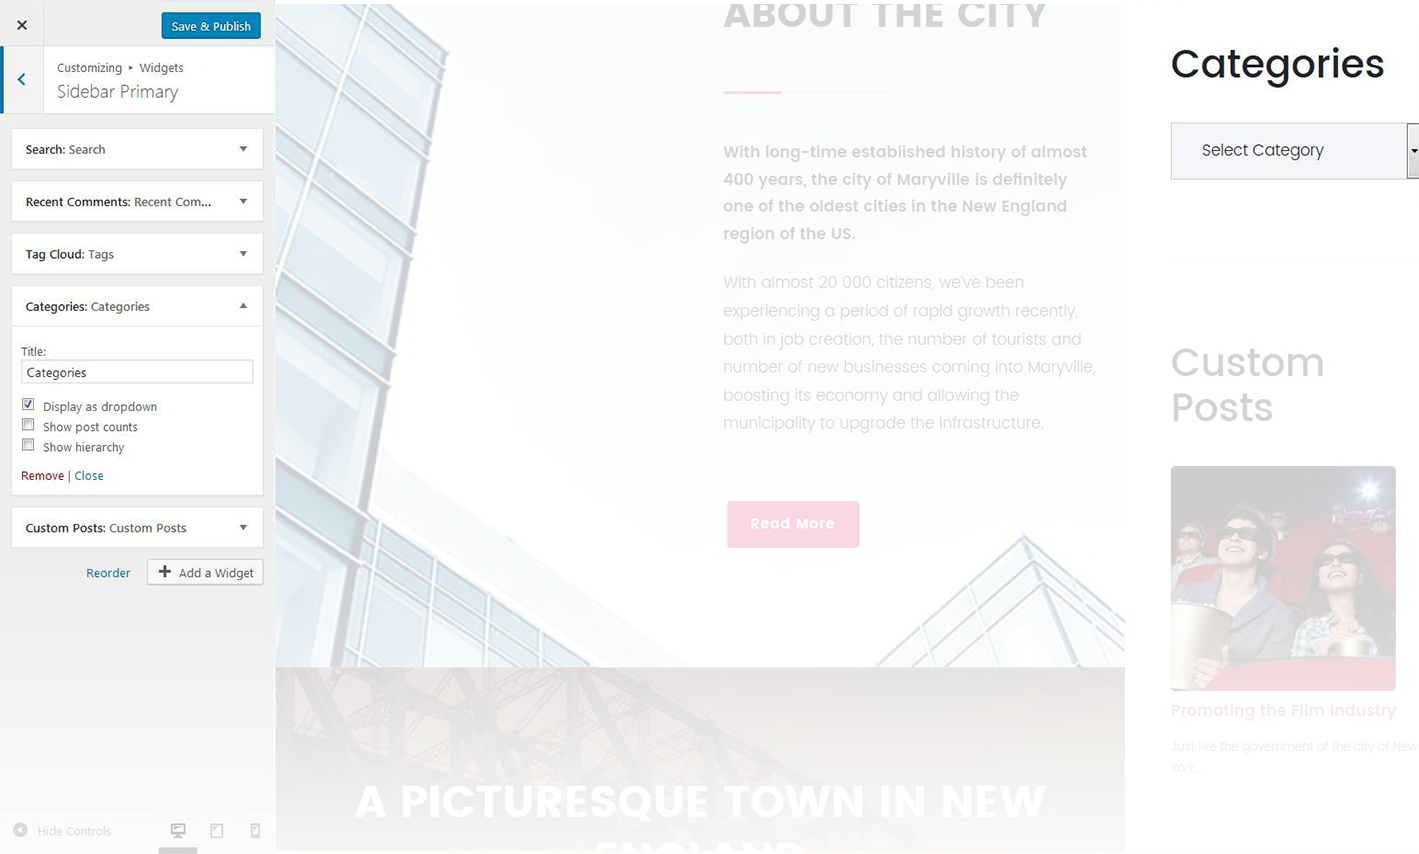 Save & Publish
Customizing ▸ Widgets
Sidebar Primary
Search: Search
Recent Comments: Recent Com...
Tag Cloud: Tags
Categories: Categories
Title:
Categories
Display as dropdown
Show post counts
Show hierarchy
Remove | Close
Custom Posts: Custom Posts
Reorder
Add a Widget
Hide Controls
ABOUT THE CITY
With long-time established history of almost
400 years, the city of Maryville is definitely
one of the oldest cities in the New England
region of the US.
With almost 20 000 citizens, we've been
experiencing a period of rapid growth recently,
both in job creation, the number of tourists and
number of new businesses coming into Maryville,
boosting its economy and allowing the
municipality to upgrade the infrastructure.
Read More
A PICTURESQUE TOWN IN NEW
ENGLAND
Categories
Select Category
Custom
Posts
Promoting the Film Industry
Just like the government of the city of New
York...